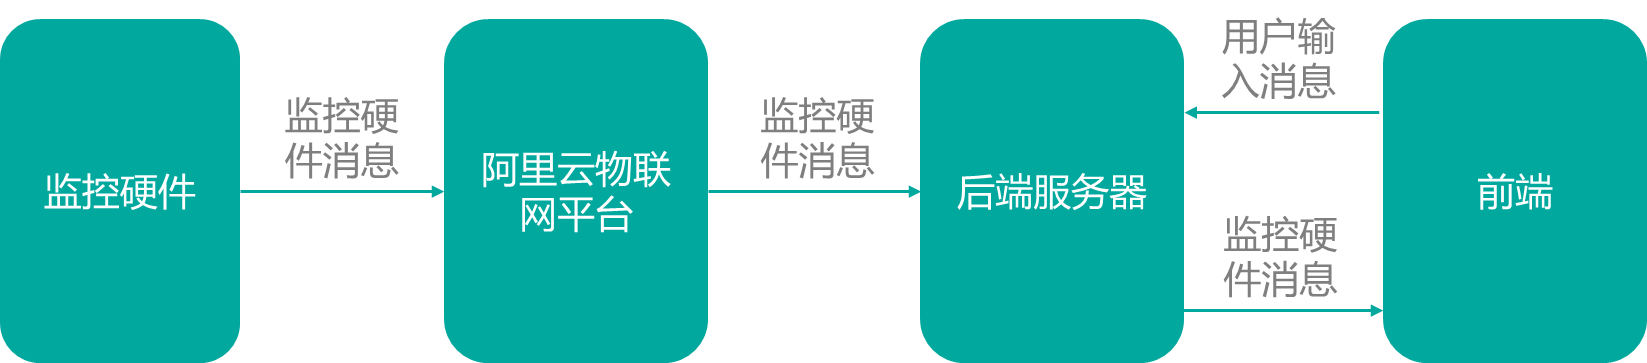 监控硬件
监控硬
件消息
阿里云物联
网平台
监控硬
件消息
后端服务器
用户输
入消息
监控硬
件消息
前端